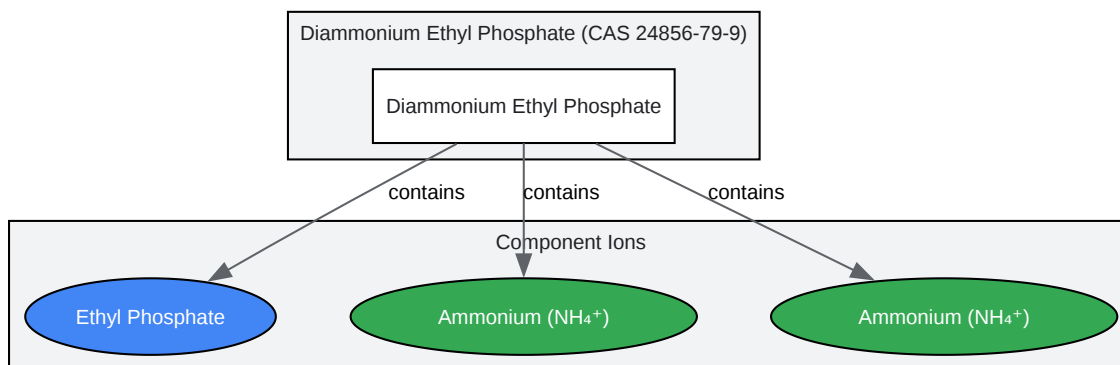 Diammonium Ethyl Phosphate (CAS 24856-79-9)
Diammonium Ethyl Phosphate
contains
contains
contains
Component Ions
Ethyl Phosphate
Ammonium (NH₄⁺)
Ammonium (NH₄⁺)